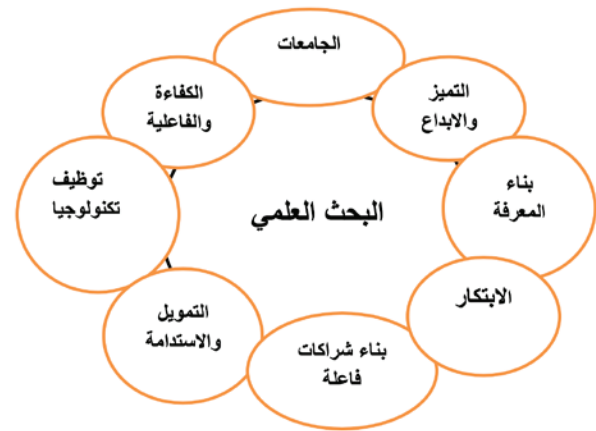 الجامعات
التميز
والابداع
بناء
المعرفة
الابتكار
بناء شراكات
فاعلة
التمويل
والاستدامة
توظيف
تكنولوجيا
الكفاءة
والفاعلية
البحث العلمي